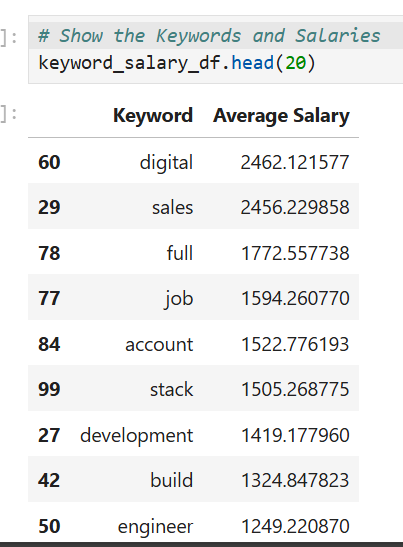 ]: # Show the Keywords and Salaries
keyword_salary_df.head(20)
]:
Keyword Average Salary
60 digital 2462.121577
29 sales 2456.229858
78 full 1772.557738
77 job 1594.260770
84 account 1522.776193
99 stack 1505.268775
27 development 1419.177960
42 build 1324.847823
50 engineer 1249.220870